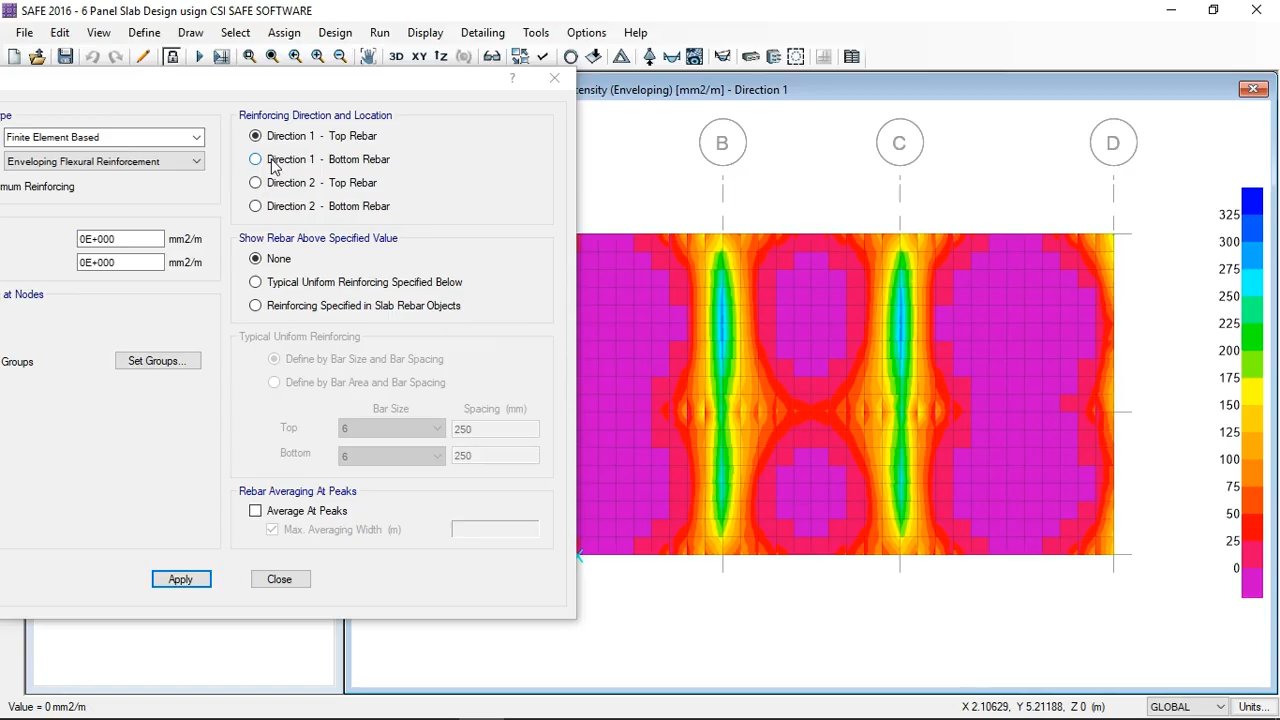 SAFE 2016 - 6 Panel Slab Design usign CSI SAFE SOFTWARE
File Edit View Define Draw Select Assign Design Run Display Detailing Tools Options Help
3D XY
? 
tensity (Enveloping) [mm2/m] - Direction 1
pe
Finite Element Based
Enveloping Flexural Reinforcement
mum Reinforcing
0E+000 mm2/m
0E+000 mm2/m
at Nodes
Groups
Set Groups...
Reinforcing Direction and Location
Direction 1 - Top Rebar
Direction 1 - Bottom Rebar
Direction 2 - Top Rebar
Direction 2 - Bottom Rebar
Show Rebar Above Specified Value
None
Typical Uniform Reinforcing Specified Below
Reinforcing Specified in Slab Rebar Objects
Typical Uniform Reinforcing
Define by Bar Size and Bar Spacing
Define by Bar Area and Bar Spacing
Bar Size Spacing (mm)
Top 6 250
Bottom 6 250
Rebar Averaging At Peaks
Average At Peaks
Max. Averaging Width (m)
Apply Close
B C D
325
300
275
250
225
200
175
150
125
100
75
50
25
0
X
Value = 0 mm2/m
X 2.10629, Y 5.21188, Z 0 (m)
GLOBAL
Units...